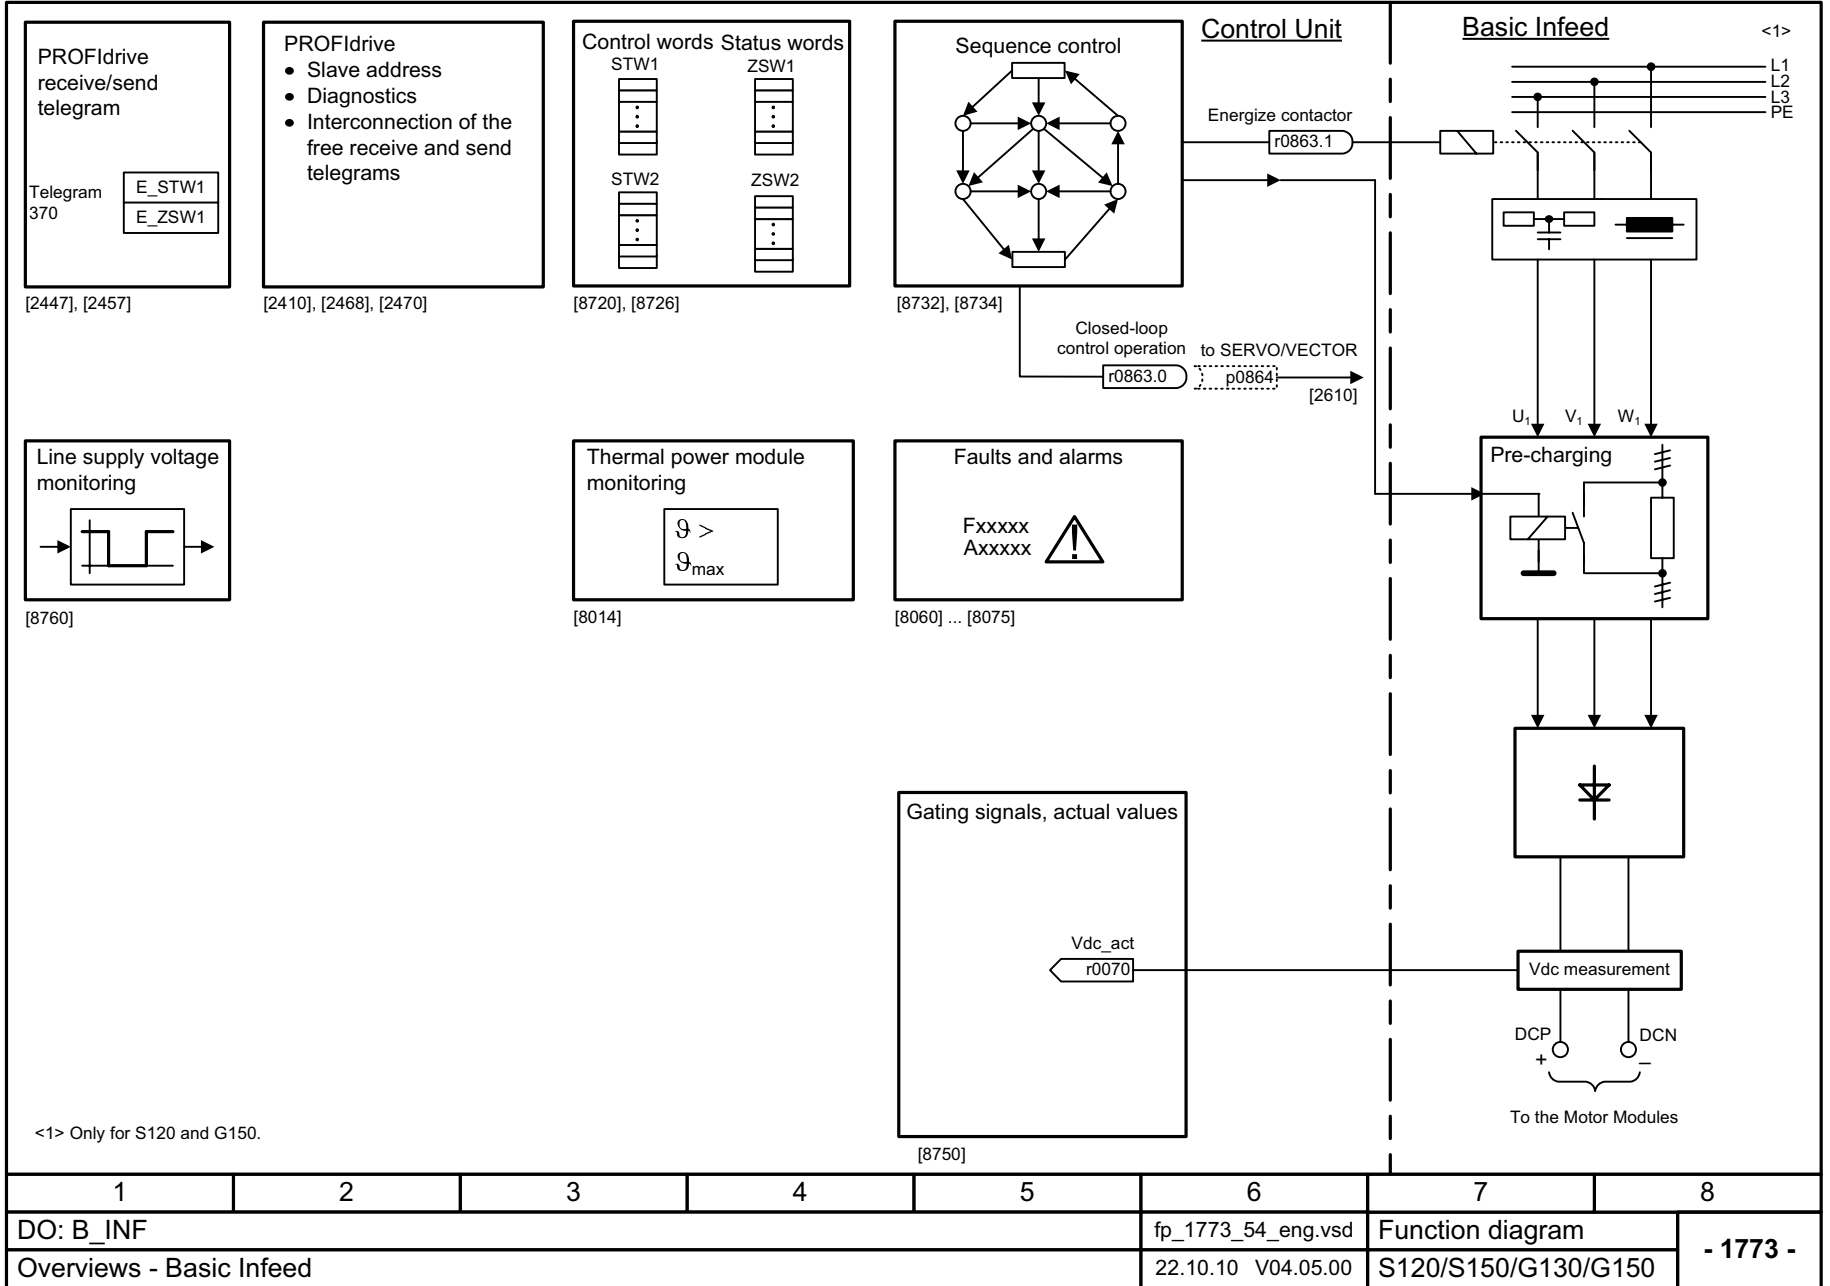 PROFIdrive
receive/send
telegram
Telegram
370
E_STW1
E_ZSW1
[2447], [2457]
PROFIdrive
• Slave address
• Diagnostics
• Interconnection of the
free receive and send
telegrams
[2410], [2468], [2470]
Control words Status words
STW1 ZSW1
STW2 ZSW2
[8720], [8726]
Sequence control
[8732], [8734]
Control Unit
Energize contactor
r0863.1
Closed-loop
control operation
r0863.0
to SERVO/VECTOR
p0864
[2610]
Basic Infeed
<1>
L1
L2
L3
PE
U1 V1 W1
Pre-charging
Line supply voltage
monitoring
[8760]
Thermal power module
monitoring
ϑ >
ϑmax
[8014]
Faults and alarms
Fxxxxx
Axxxxx
!
[8060] ... [8075]
Gating signals, actual values
Vdc_act
r0070
[8750]
Vdc measurement
DCP DCN
+ –
To the Motor Modules
<1> Only for S120 and G150.
1 2 3 4 5 6 7 8
DO: B_INF
fp_1773_54_eng.vsd
Function diagram
- 1773 -
Overviews - Basic Infeed
22.10.10 V04.05.00
S120/S150/G130/G150